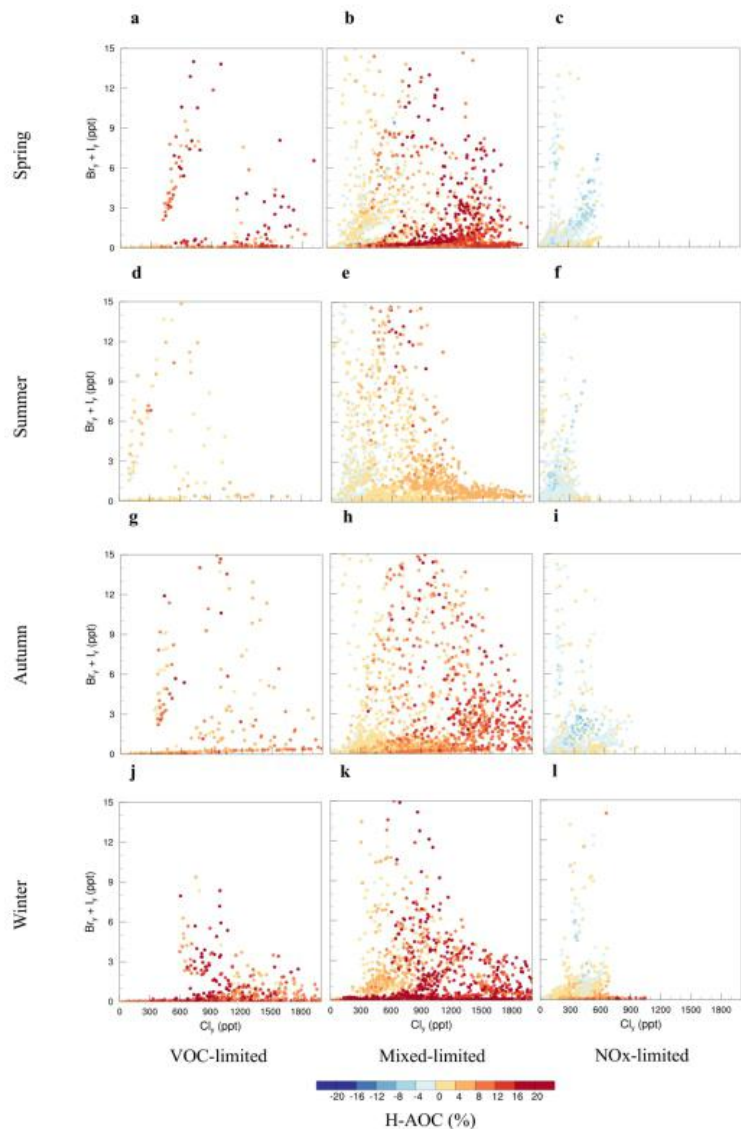 a b c
Spring
Br_y + I_y (ppt)
15
12
9
6
3
0
d e f
Summer
Br_y + I_y (ppt)
15
12
9
6
3
0
g h i
Autumn
Br_y + I_y (ppt)
15
12
9
6
3
0
j k l
Winter
Br_y + I_y (ppt)
15
12
9
6
3
0
0 300 600 900 1200 1500 1800 300 600 900 1200 1500 1800 300 600 900 1200 1500 1800
Cl_y (ppt) Cl_y (ppt) Cl_y (ppt)
VOC-limited Mixed-limited NOx-limited
-20 -16 -12 -8 -4 0 4 8 12 16 20
H-AOC (%)